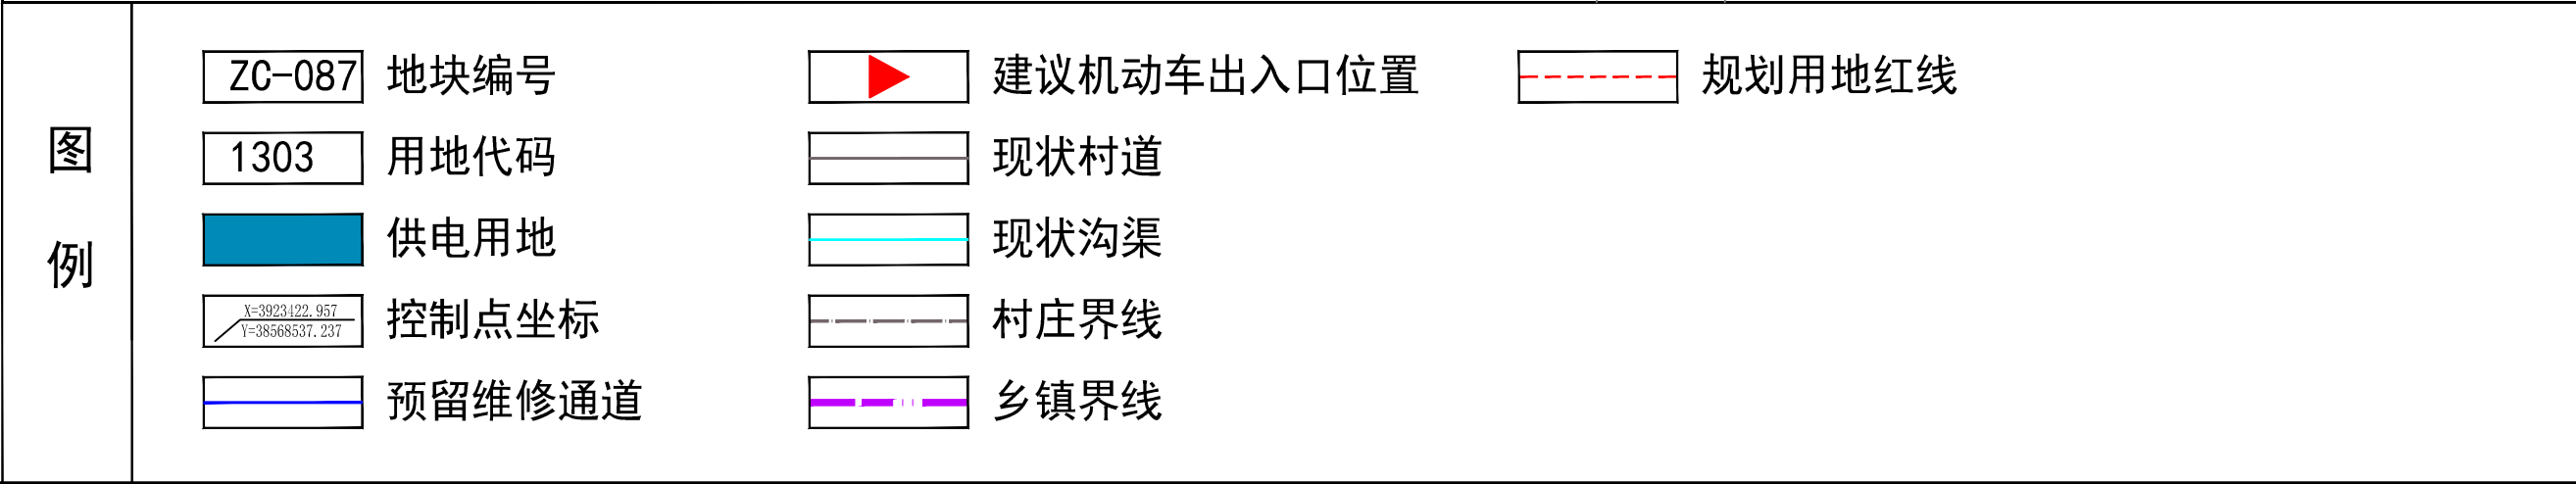 图例
ZC-087 地块编号
1303 用地代码
供电用地
X=3923422.957
Y=38568537.237
控制点坐标
预留维修通道
建议机动车出入口位置
现状村道
现状沟渠
村庄界线
乡镇界线
规划用地红线